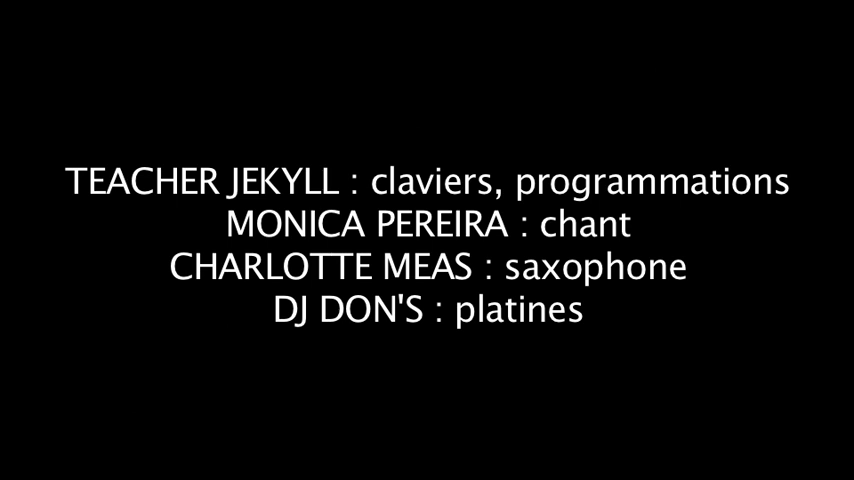 TEACHER JEKYLL : claviers, programmations
MONICA PEREIRA : chant
CHARLOTTE MEAS : saxophone
DJ DON'S : platines